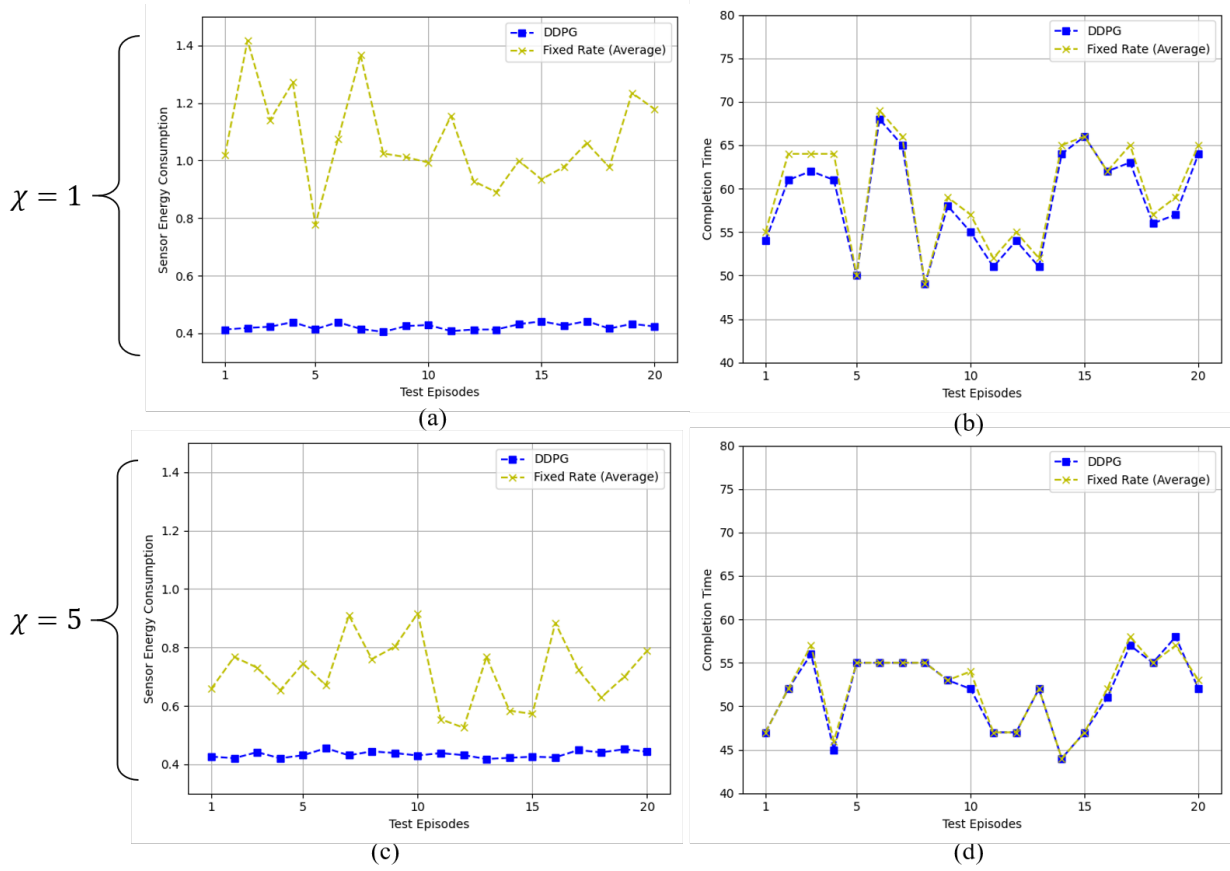 χ = 1
1.4
1.2
1.0
0.8
0.6
0.4
Sensor Energy Consumption
DDPG
Fixed Rate (Average)
1
5
10
15
20
Test Episodes
(a)
80
75
70
65
60
55
50
45
40
Completion Time
DDPG
Fixed Rate (Average)
1
5
10
15
20
Test Episodes
(b)
χ = 5
1.4
1.2
1.0
0.8
0.6
0.4
Sensor Energy Consumption
DDPG
Fixed Rate (Average)
1
5
10
15
20
Test Episodes
(c)
80
75
70
65
60
55
50
45
40
Completion Time
DDPG
Fixed Rate (Average)
1
5
10
15
20
Test Episodes
(d)